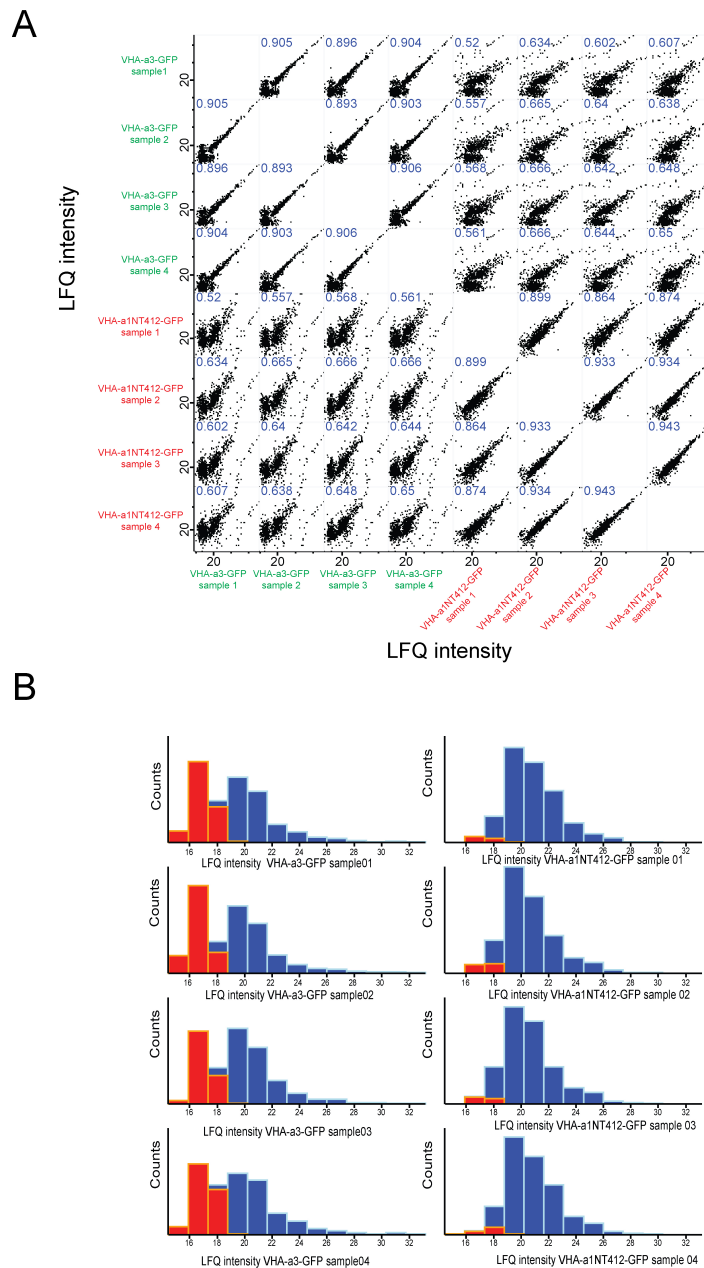 A
0.905 0.896 0.904 0.52 0.634 0.602 0.607
VHA-a3-GFP
sample1
20
0.905 0.893 0.903 0.557 0.665 0.64 0.638
VHA-a3-GFP
sample 2
20
0.896 0.893 0.906 0.568 0.666 0.642 0.648
VHA-a3-GFP
sample 3
20
0.904 0.903 0.906 0.561 0.666 0.644 0.65
VHA-a3-GFP
sample 4
20
LFQ intensity
0.52 0.557 0.568 0.561 0.899 0.864 0.874
VHA-a1NT412-GFP
sample 1
20
0.634 0.665 0.666 0.666 0.899 0.933 0.934
VHA-a1NT412-GFP
sample 2
20
0.602 0.64 0.642 0.644 0.864 0.933 0.943
VHA-a1NT412-GFP
sample 3
20
0.607 0.638 0.648 0.65 0.874 0.934 0.943
VHA-a1NT412-GFP
sample 4
20
20 20 20 20 20 20 20 20
VHA-a3-GFP
sample 1
VHA-a3-GFP
sample 2
VHA-a3-GFP
sample 3
VHA-a3-GFP
sample 4
VHA-a1NT412-GFP
sample 1
VHA-a1NT412-GFP
sample 2
VHA-a1NT412-GFP
sample 3
VHA-a1NT412-GFP
sample 4
LFQ intensity
B
Counts
16 18 20 22 24 26 28 30 32
LFQ intensity VHA-a3-GFP sample01
Counts
16 18 20 22 24 26 28 30 32
LFQ intensity VHA-a1NT412-GFP sample 01
Counts
16 18 20 22 24 26 28 30 32
LFQ intensity VHA-a3-GFP sample02
Counts
16 18 20 22 24 26 28 30 32
LFQ intensity VHA-a1NT412-GFP sample 02
Counts
16 18 20 22 24 26 28 30 32
LFQ intensity VHA-a3-GFP sample03
Counts
16 18 20 22 24 26 28 30 32
LFQ intensity VHA-a1NT412-GFP sample 03
Counts
16 18 20 22 24 26 28 30 32
LFQ intensity VHA-a3-GFP sample04
Counts
16 18 20 22 24 26 28 30 32
LFQ intensity VHA-a1NT412-GFP sample 04